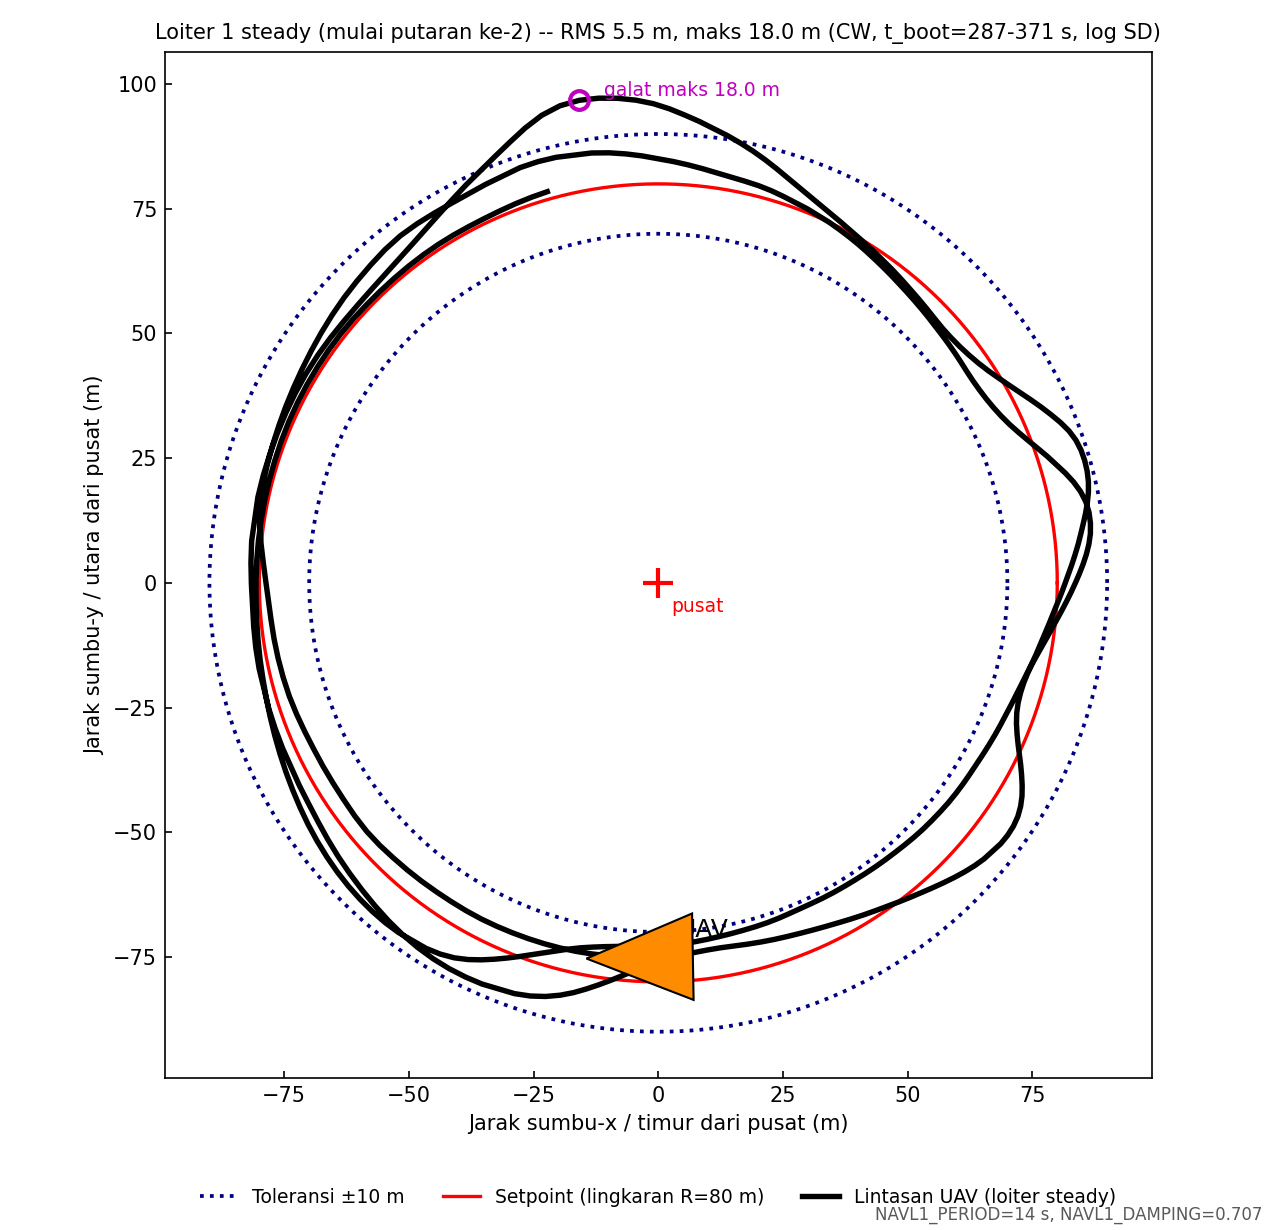 Loiter 1 steady (mulai putaran ke-2) -- RMS 5.5 m, maks 18.0 m (CW, t_boot=287-371 s, log SD)
galat maks 18.0 m
100
75
50
25
0
−25
−50
−75
Jarak sumbu-y / utara dari pusat (m)
pusat
−75
−50
−25
0
25
50
75
Jarak sumbu-x / timur dari pusat (m)
Toleransi ±10 m
Setpoint (lingkaran R=80 m)
Lintasan UAV (loiter steady)
NAVL1_PERIOD=14 s, NAVL1_DAMPING=0.707